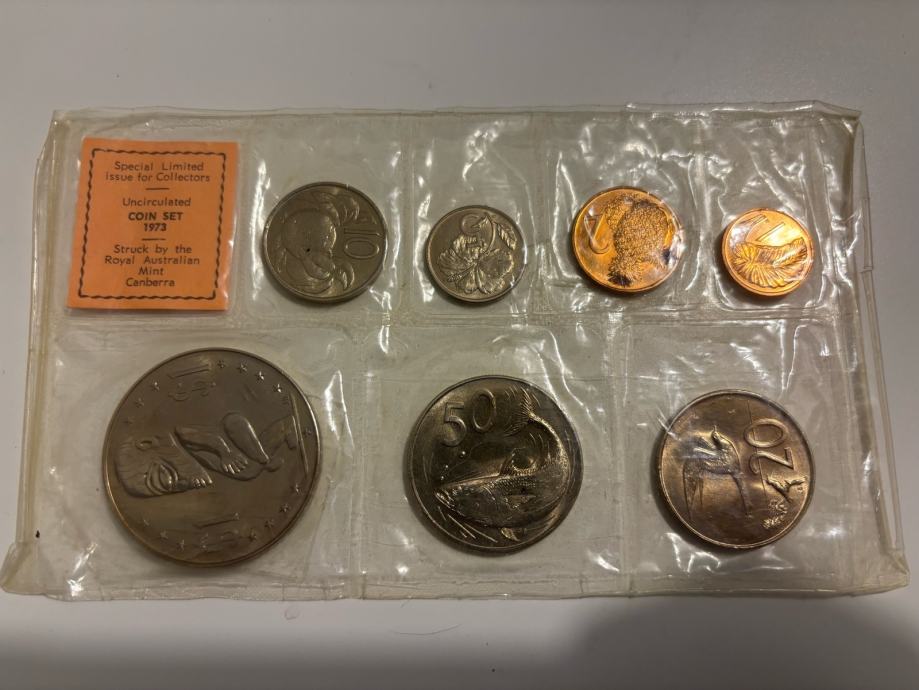 Special Limited
issue for Collectors
Uncirculated
COIN SET
1973
Struck by the
Royal Australian
Mint
Canberra
10
5
2
1
1
50
20